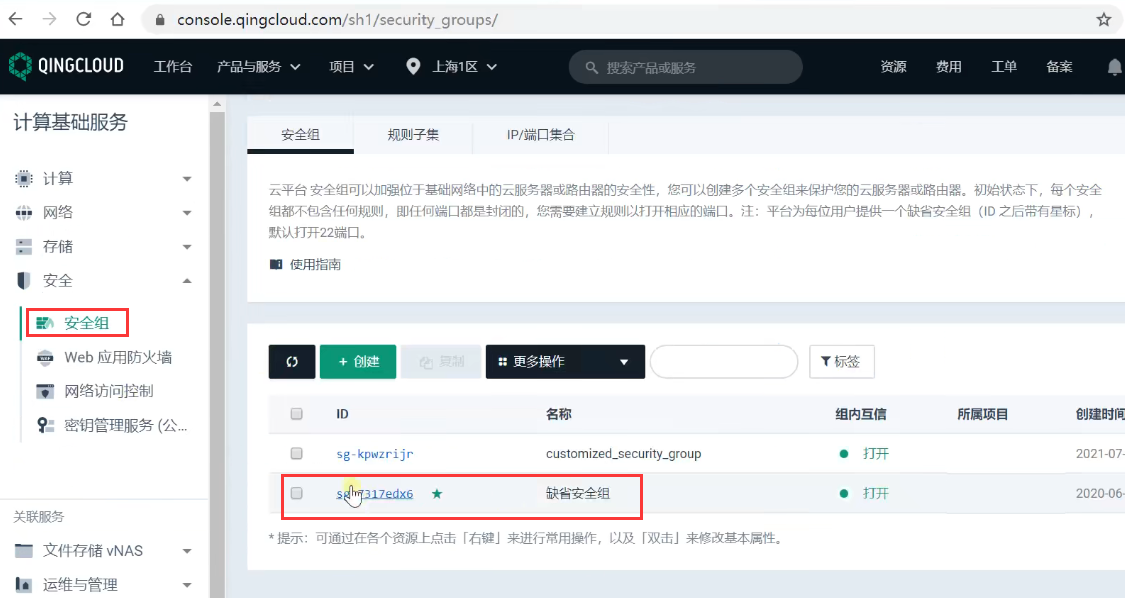 console.qingcloud.com/sh1/security_groups/
QINGCLOUD 工作台 产品与服务 项目 上海1区 搜索产品或服务 资源 费用 工单 备案
计算基础服务
计算
网络
存储
安全
安全组
Web 应用防火墙
网络访问控制
密钥管理服务 (公...
关联服务
文件存储 vNAS
运维与管理
安全组 规则子集 IP/端口集合
云平台 安全组可以加强位于基础网络中的云服务器或路由器的安全性，您可以创建多个安全组来保护您的云服务器或路由器。初始状态下，每个安全
组都不包含任何规则，即任何端口都是封闭的，您需要建立规则以打开相应的端口。注：平台为每位用户提供一个缺省安全组（ID 之后带有星标），
默认打开22端口。
使用指南
+ 创建 复制 更多操作 标签
ID 名称 组内互信 所属项目 创建时间
sg-kpwzrijr customized_security_group 打开 2021-07-
317edx6 ★ 缺省安全组 打开 2020-06-
* 提示：可通过在各个资源上点击「右键」来进行常用操作，以及「双击」来修改基本属性。